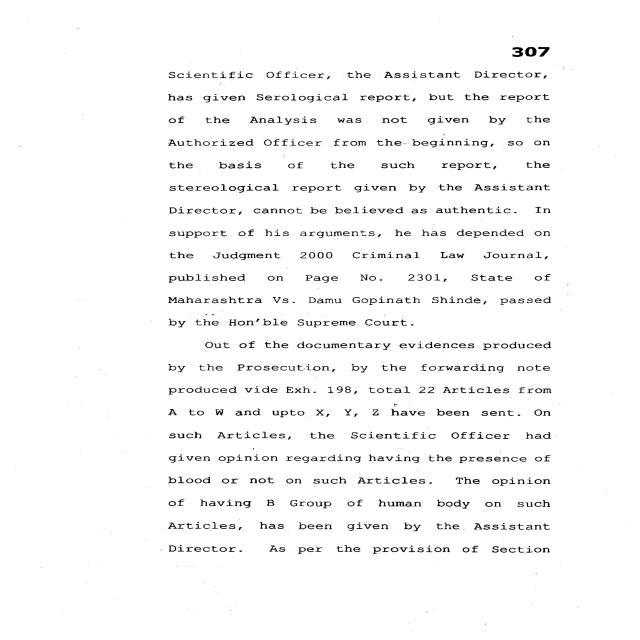 307
Scientific Officer, the Assistant Director,
has given Serological report, but the report
of the Analysis was not given by the
Authorized Officer from the beginning, so on
the basis of the such report, the
stereological report given by the Assistant
Director, cannot be believed as authentic. In
support of his arguments, he has depended on
the Judgment 2000 Criminal Law Journal,
published on Page No. 2301, State of
Maharashtra Vs. Damu Gopinath Shinde, passed
by the Hon'ble Supreme Court.
Out of the documentary evidences produced
by the Prosecution, by the forwarding note
produced vide Exh. 198, total 22 Articles from
A to W and upto X, Y, Z have been sent. On
such Articles, the Scientific Officer had
given opinion regarding having the presence of
blood or not on such Articles. The opinion
of having B Group of human body on such
Articles, has been given by the Assistant
Director. As per the provision of Section